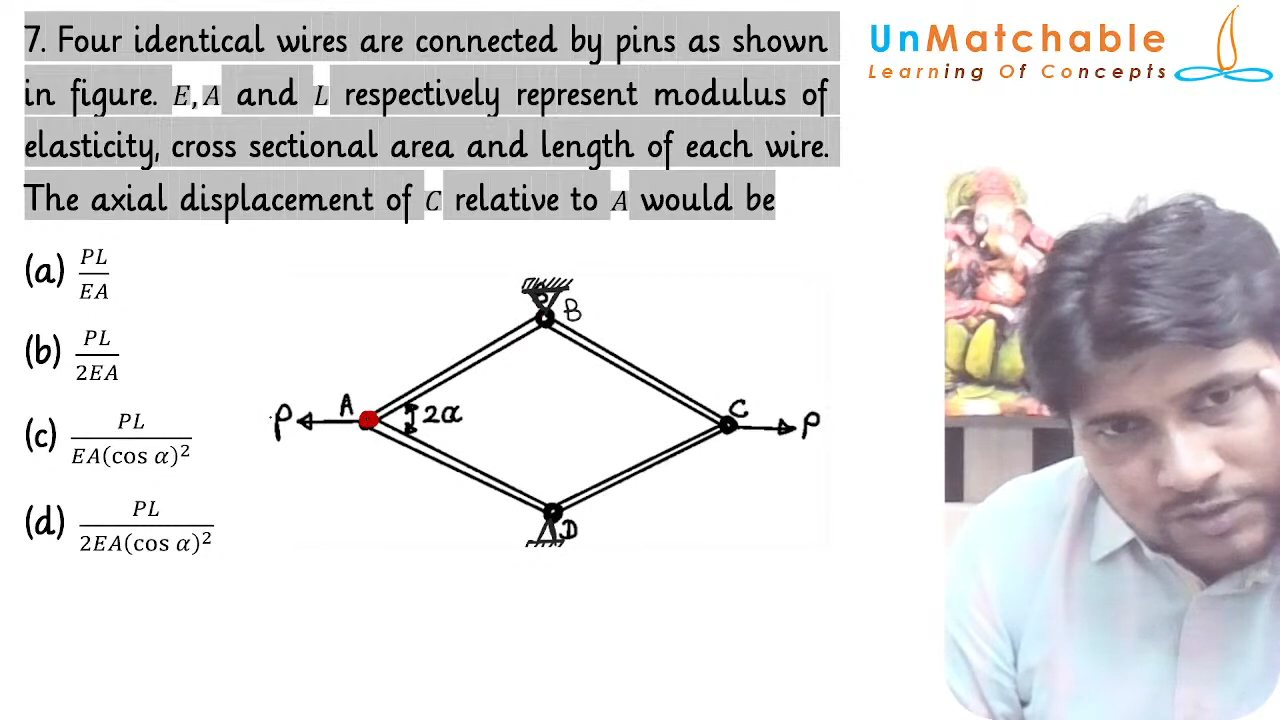 7. Four identical wires are connected by pins as shown
in figure. E, A and L respectively represent modulus of
elasticity, cross sectional area and length of each wire.
The axial displacement of C relative to A would be
(a) PL/EA
(b) PL/2EA
(c) PL/EA(cos α)²
(d) PL/2EA(cos α)²
B
A
P
2α
C
P
D
UnMatchable
Learning Of Concepts